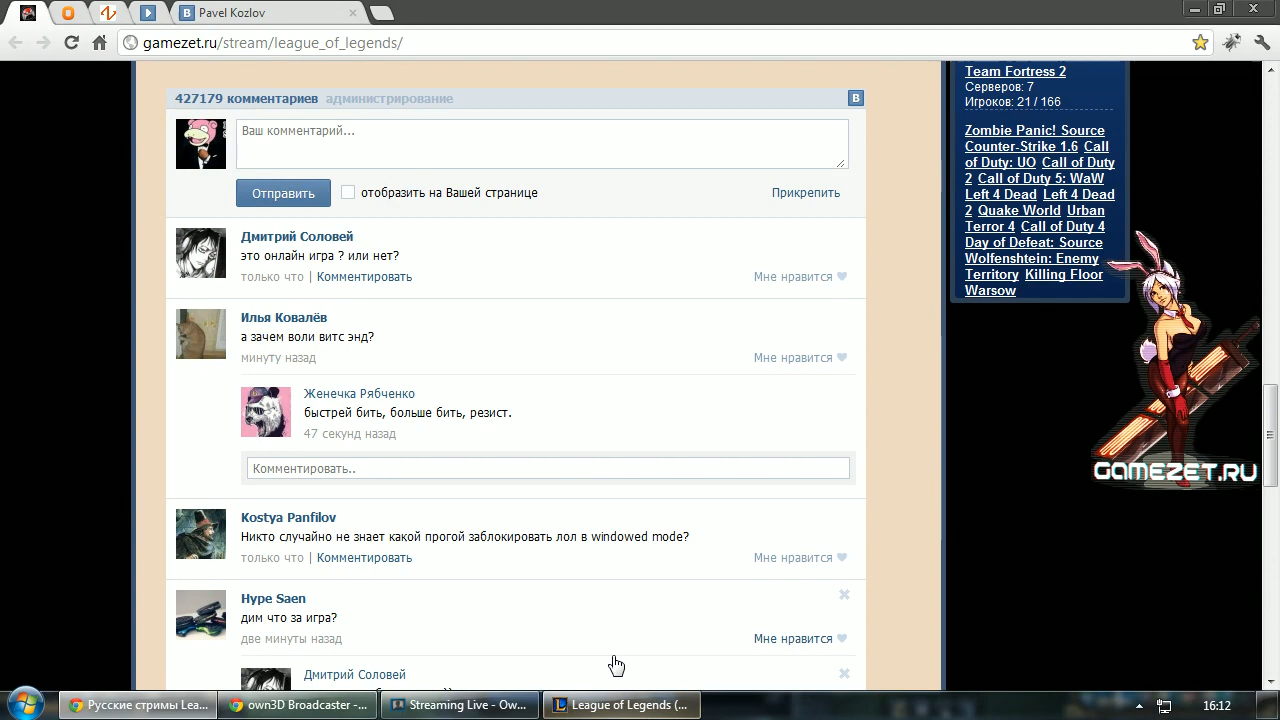 Pavel Kozlov
gamezet.ru/stream/league_of_legends/
427179 комментариев администрирование
B
Ваш комментарий...
Отправить отобразить на Вашей странице Прикрепить
Дмитрий Соловей
это онлайн игра ? или нет?
только что | Комментировать Мне нравится
Илья Ковалёв
а зачем воли витс энд?
минуту назад Мне нравится
Женечка Рябченко
быстрей бить, больше бить, резист.
47 секунд назад
Комментировать..
Kostya Panfilov
Никто случайно не знает какой прогой заблокировать лол в windowed mode?
только что | Комментировать Мне нравится
Hype Saen
дим что за игра?
две минуты назад Мне нравится
Дмитрий Соловей
Team Fortress 2
Серверов: 7
Игроков: 21 / 166
Zombie Panic! Source
Counter-Strike 1.6 Call
of Duty: UO Call of Duty
2 Call of Duty 5: WaW
Left 4 Dead Left 4 Dead
2 Quake World Urban
Terror 4 Call of Duty 4
Day of Defeat: Source
Wolfenshtein: Enemy
Territory Killing Floor
Warsow
GAMEZET.RU
Русские стримы Lea... own3D Broadcaster -... Streaming Live - Ow... League of Legends (... 16:12